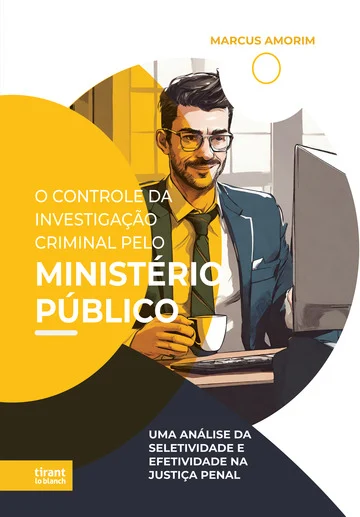 MARCUS AMORIM
O CONTROLE DA
INVESTIGAÇÃO
CRIMINAL PELO
MINISTÉRIO
PÚBLICO
UMA ANÁLISE DA
SELETIVIDADE E
EFETIVIDADE NA
JUSTIÇA PENAL
tirant
lo blanch